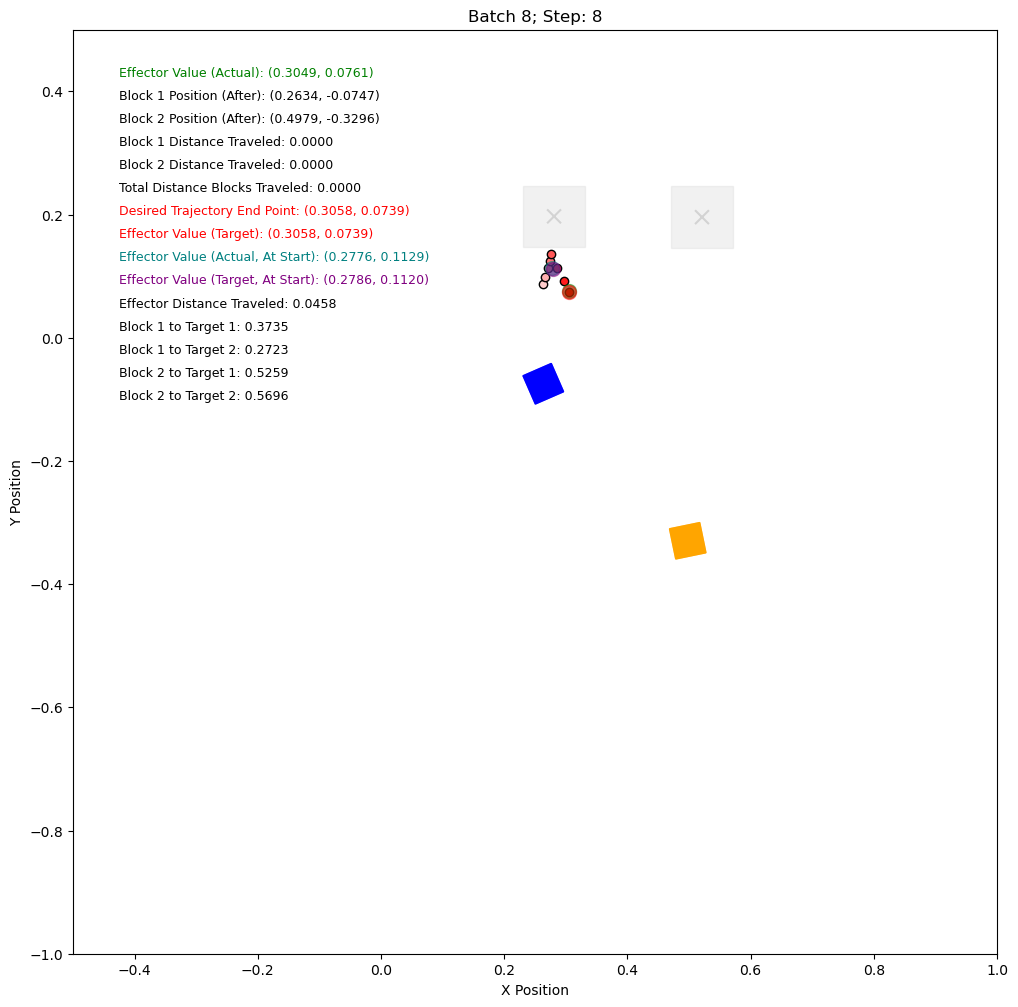 Batch 8; Step: 8
Effector Value (Actual): (0.3049, 0.0761)
Block 1 Position (After): (0.2634, -0.0747)
Block 2 Position (After): (0.4979, -0.3296)
Block 1 Distance Traveled: 0.0000
Block 2 Distance Traveled: 0.0000
Total Distance Blocks Traveled: 0.0000
Desired Trajectory End Point: (0.3058, 0.0739)
Effector Value (Target): (0.3058, 0.0739)
Effector Value (Actual, At Start): (0.2776, 0.1129)
Effector Value (Target, At Start): (0.2786, 0.1120)
Effector Distance Traveled: 0.0458
Block 1 to Target 1: 0.3735
Block 1 to Target 2: 0.2723
Block 2 to Target 1: 0.5259
Block 2 to Target 2: 0.5696
0.4
0.2
0.0
−0.2
−0.4
−0.6
−0.8
−1.0
Y Position
−0.4
−0.2
0.0
0.2
0.4
0.6
0.8
1.0
X Position